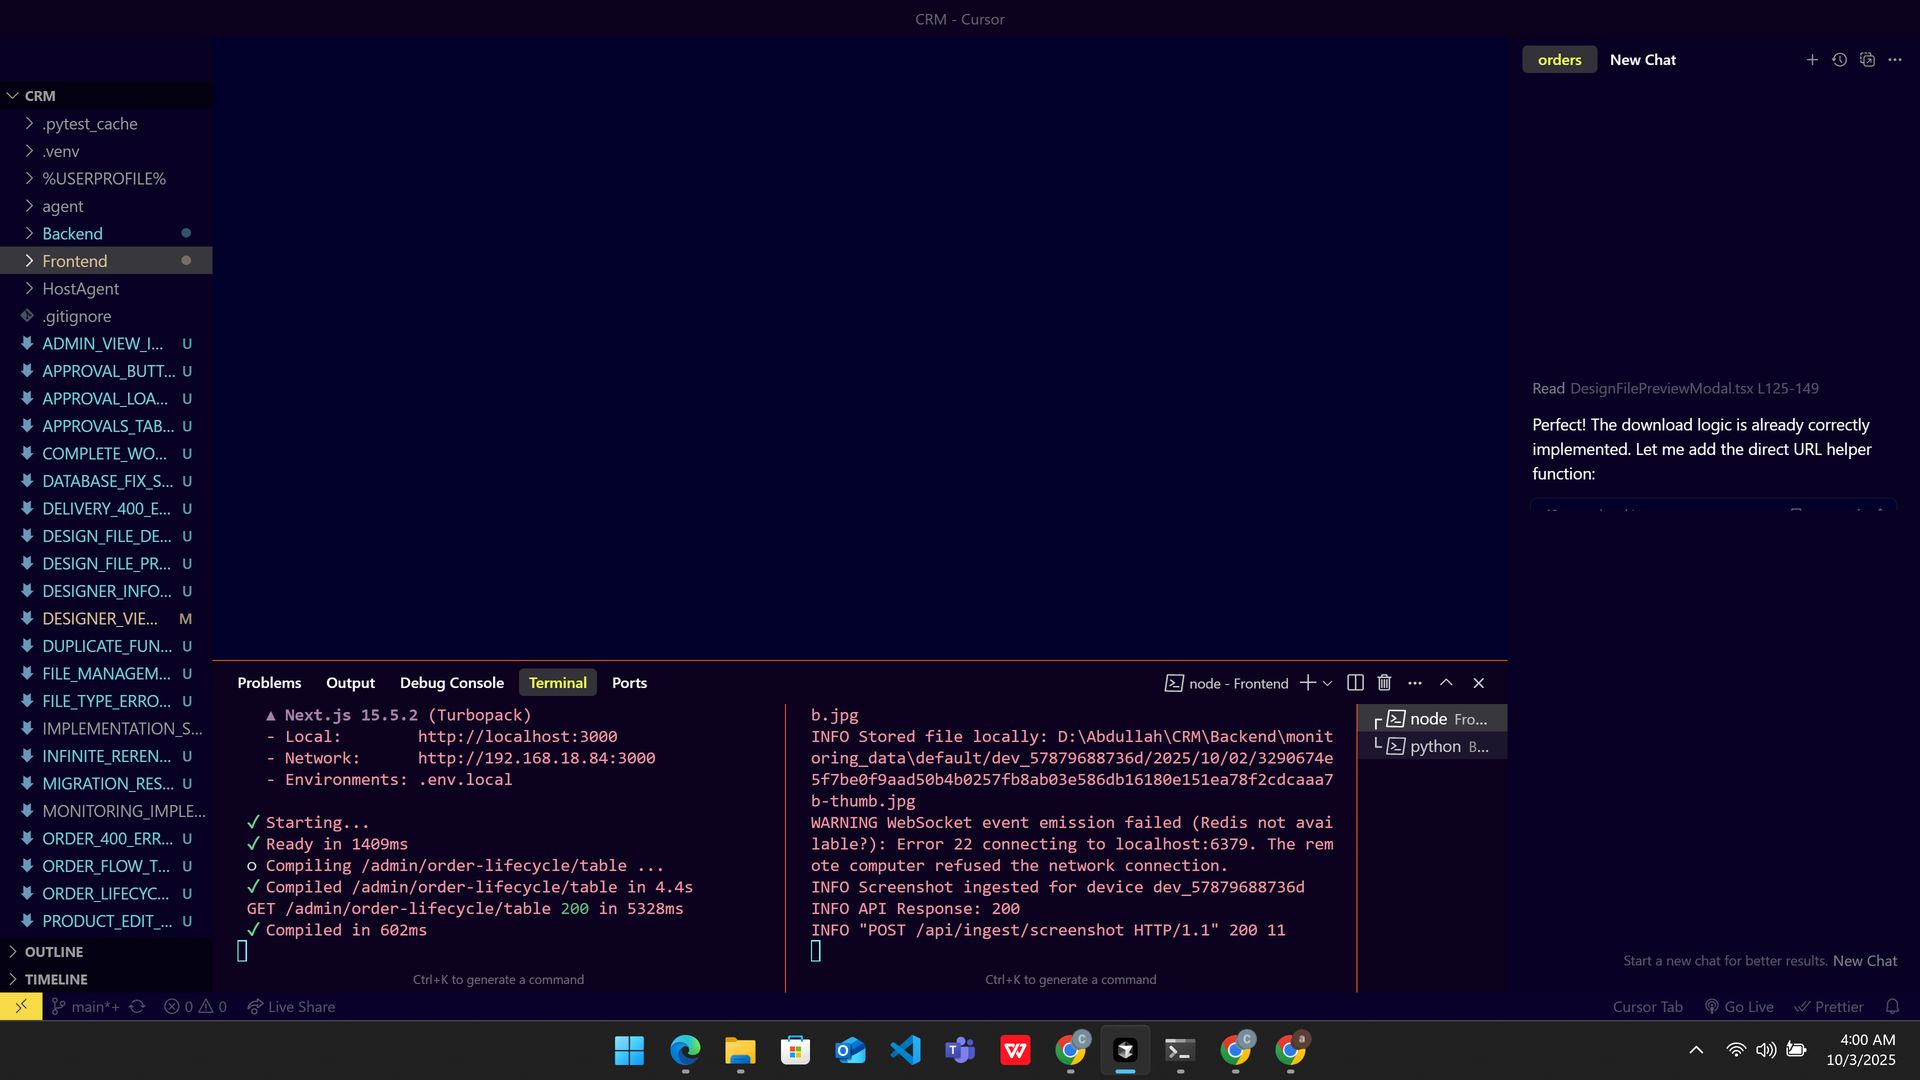 CRM - Cursor
CRM
.pytest_cache
.venv
%USERPROFILE%
agent
Backend
Frontend
HostAgent
.gitignore
ADMIN_VIEW_I... U
APPROVAL_BUTT... U
APPROVAL_LOA... U
APPROVALS_TAB... U
COMPLETE_WO... U
DATABASE_FIX_S... U
DELIVERY_400_E... U
DESIGN_FILE_DE... U
DESIGN_FILE_PR... U
DESIGNER_INFO... U
DESIGNER_VIE... M
DUPLICATE_FUN... U
FILE_MANAGEM... U
FILE_TYPE_ERRO... U
IMPLEMENTATION_S...
INFINITE_REREN... U
MIGRATION_RES... U
MONITORING_IMPLE...
ORDER_400_ERR... U
ORDER_FLOW_T... U
ORDER_LIFECYC... U
PRODUCT_EDIT_... U
OUTLINE
TIMELINE
Problems Output Debug Console Terminal Ports
node - Frontend
▲ Next.js 15.5.2 (Turbopack)
- Local: http://localhost:3000
- Network: http://192.168.18.84:3000
- Environments: .env.local
✓ Starting...
✓ Ready in 1409ms
○ Compiling /admin/order-lifecycle/table ...
✓ Compiled /admin/order-lifecycle/table in 4.4s
GET /admin/order-lifecycle/table 200 in 5328ms
✓ Compiled in 602ms
Ctrl+K to generate a command
b.jpg
INFO Stored file locally: D:\Abdullah\CRM\Backend\monit
oring_data\default/dev_57879688736d/2025/10/02/3290674e
5f7be0f9aad50b4b0257fb8ab03e586db16180e151ea78f2cdcaaa7
b-thumb.jpg
WARNING WebSocket event emission failed (Redis not avai
lable?): Error 22 connecting to localhost:6379. The rem
ote computer refused the network connection.
INFO Screenshot ingested for device dev_57879688736d
INFO API Response: 200
INFO "POST /api/ingest/screenshot HTTP/1.1" 200 11
Ctrl+K to generate a command
node Fro...
python B...
orders New Chat
Read DesignFilePreviewModal.tsx L125-149
Perfect! The download logic is already correctly
implemented. Let me add the direct URL helper
function:
Start a new chat for better results. New Chat
main*+ 0 0 Live Share
Cursor Tab Go Live Prettier
4:00 AM
10/3/2025